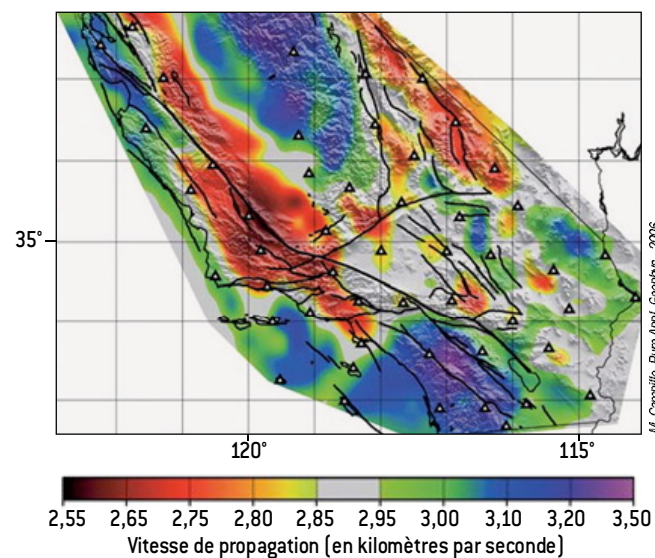 35°
120°
115°
2,55 2,65 2,75 2,80 2,85 2,95 3,00 3,10 3,20 3,50
Vitesse de propagation (en kilomètres par seconde)
M. Campillo, Pure Appl. Geophys., 2006